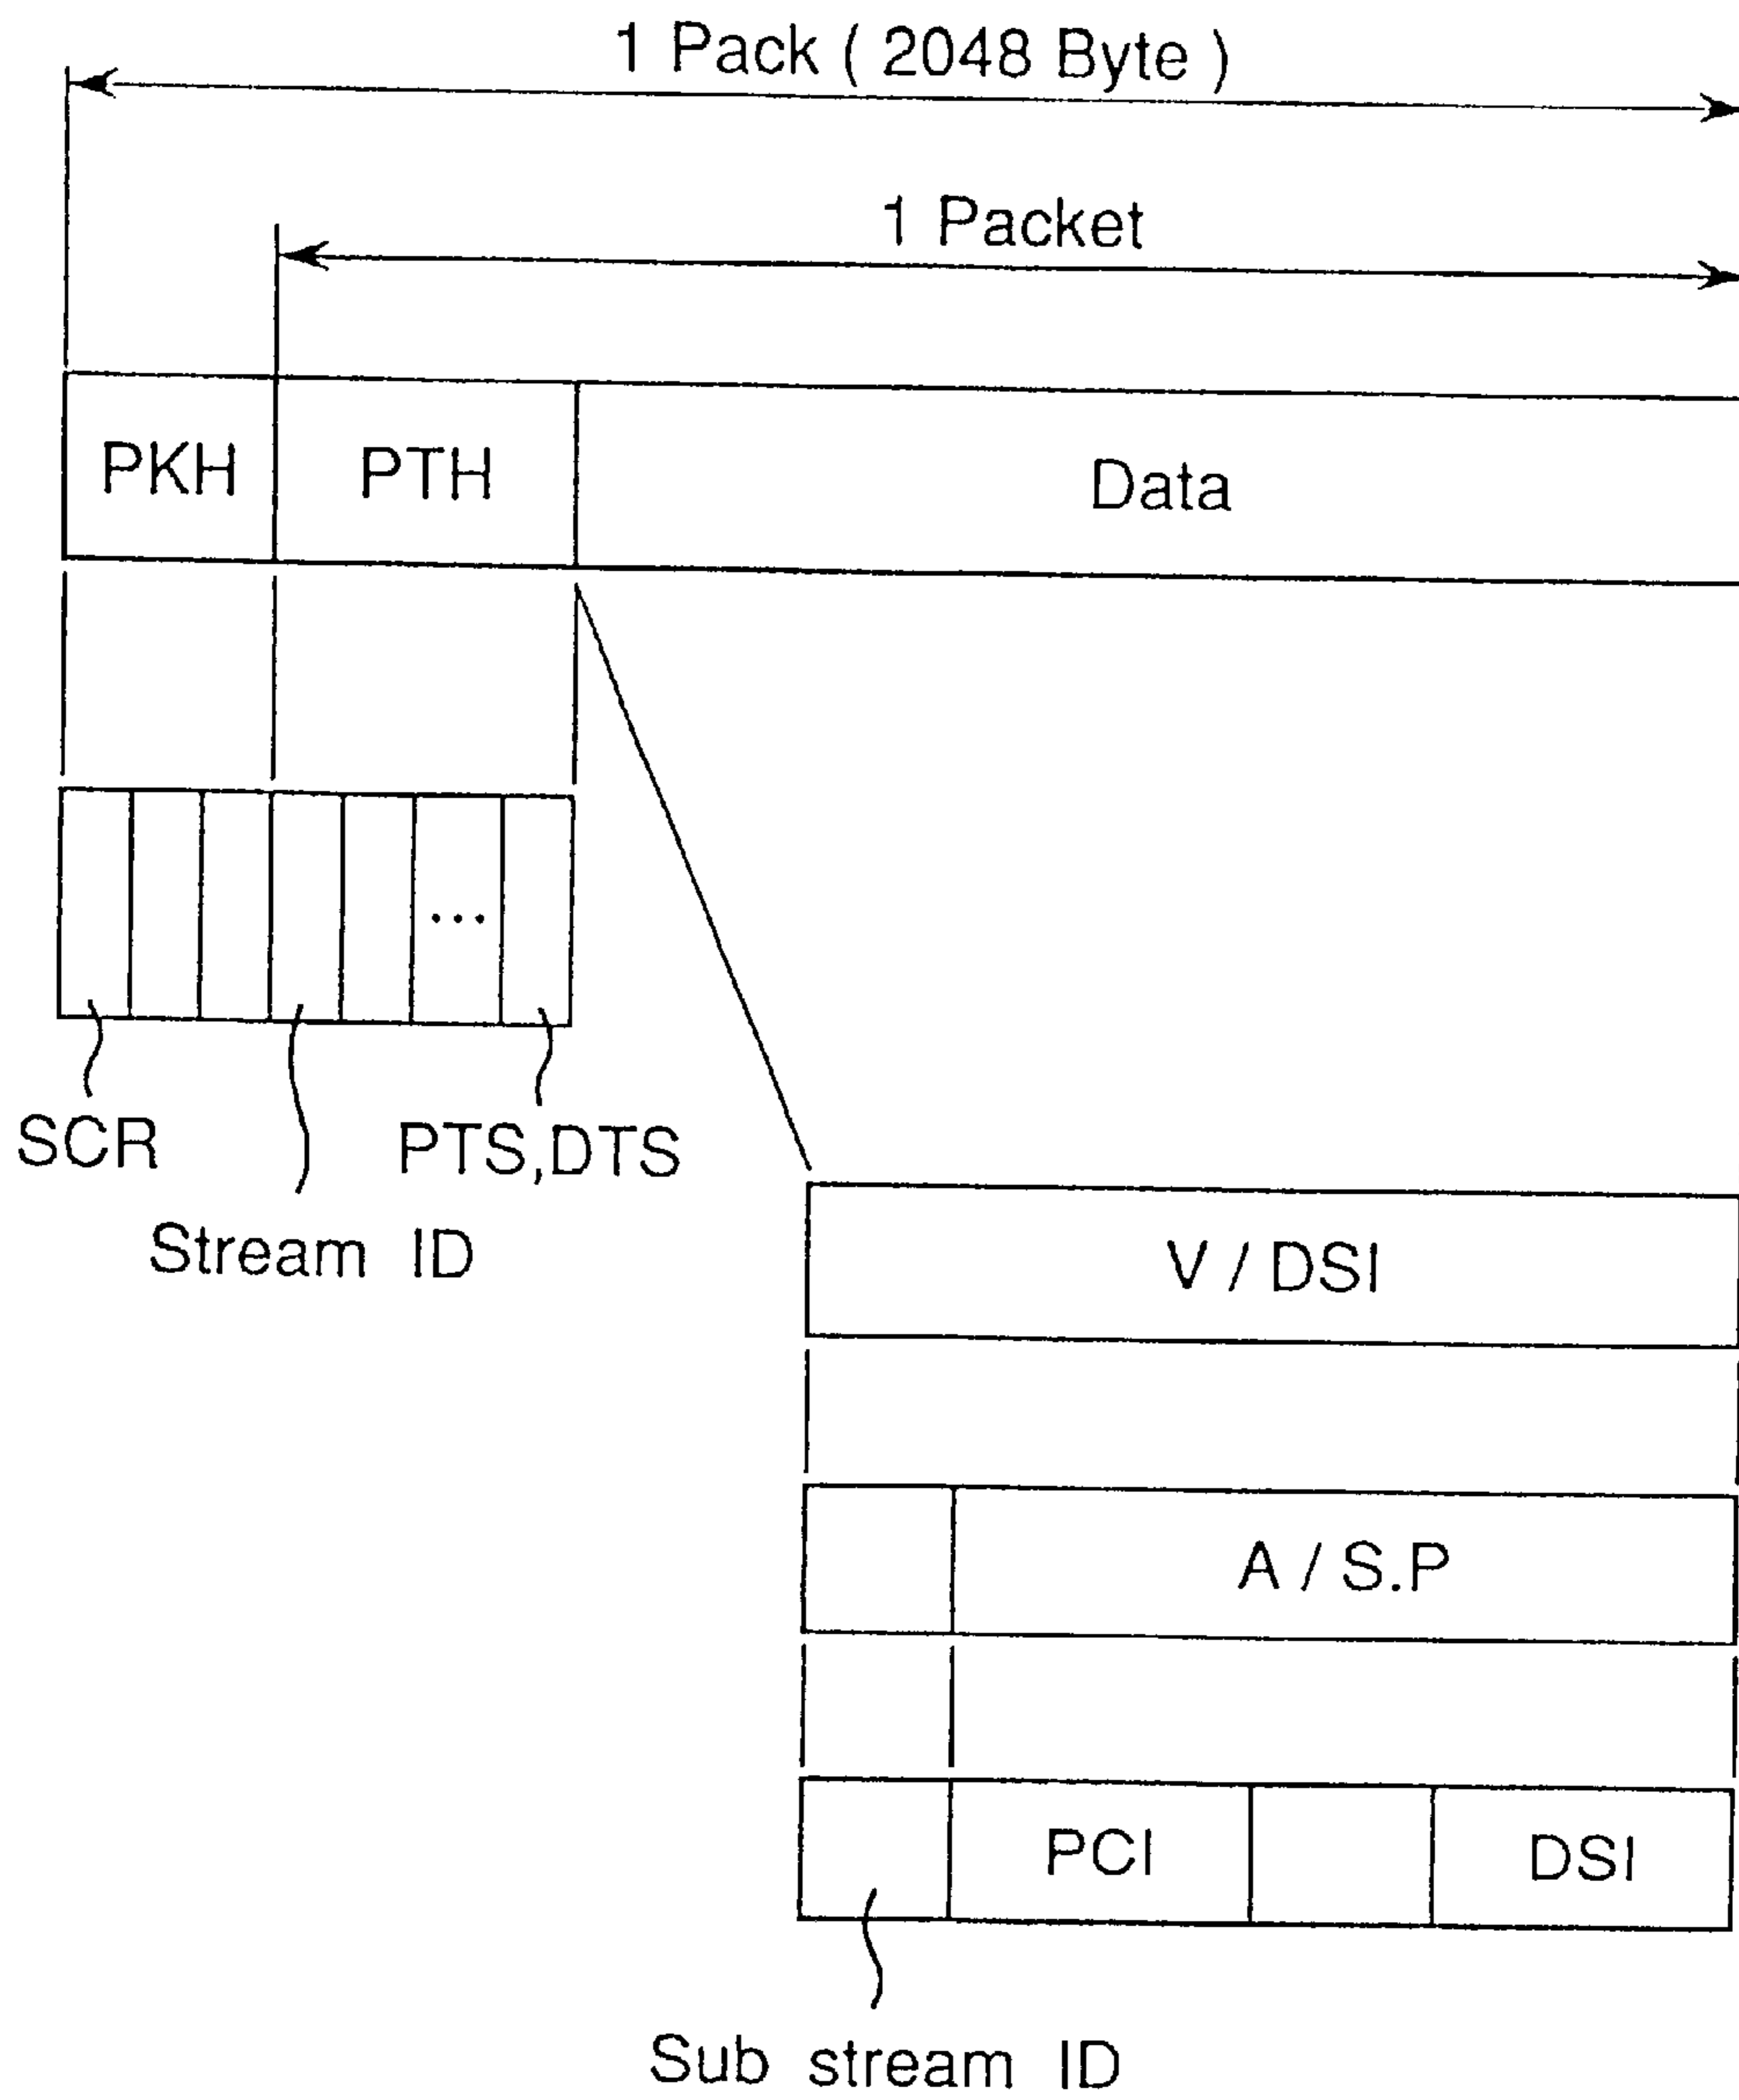 1 Pack ( 2048 Byte )
1 Packet
PKH
PTH
Data
...
SCR
PTS,DTS
Stream ID
V / DSI
A / S.P
PCI
DSI
Sub stream ID